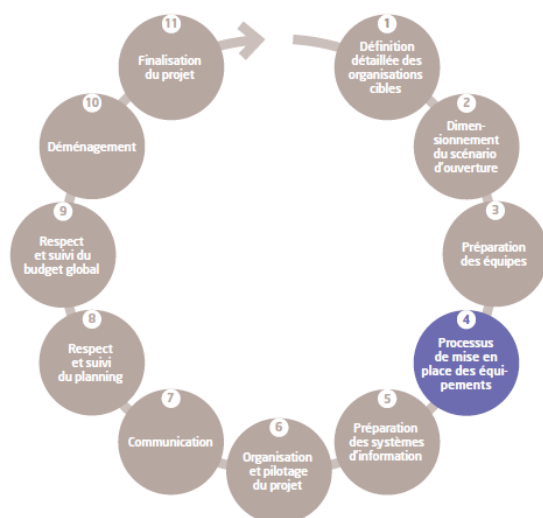 1
Définition
détaillée des
organisations
cibles
2
Dimen-
sionnement
du scénario
d'ouverture
3
Préparation
des équipes
4
Processus
de mise en
place des équi-
pements
5
Préparation
des systèmes
d'information
6
Organisation
et pilotage
du projet
7
Communication
8
Respect
et suivi
du planning
9
Respect
et suivi du
budget global
10
Déménagement
11
Finalisation
du projet